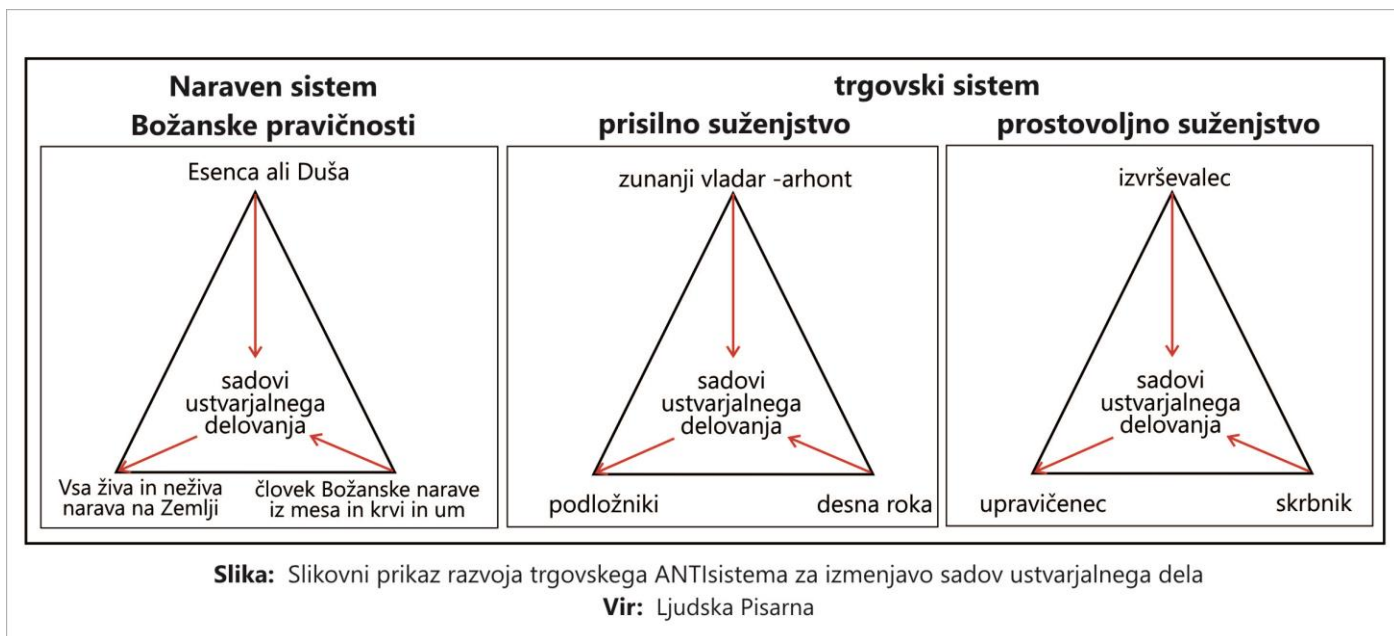 Naraven sistem
Božanske pravičnosti
trgovski sistem
prisilno suženjstvo
prostovoljno suženjstvo
Esenca ali Duša
sadovi
ustvarjalnega
delovanja
Vsa živa in neživa
narava na Zemlji
človek Božanske narave
iz mesa in krvi in um
zunanji vladar -arhont
sadovi
ustvarjalnega
delovanja
podložniki
desna roka
izvrševalec
sadovi
ustvarjalnega
delovanja
upravičenec
skrbnik
Slika: Slikovni prikaz razvoja trgovskega ANTIsistema za izmenjavo sadov ustvarjalnega dela
Vir: Ljudska Pisarna